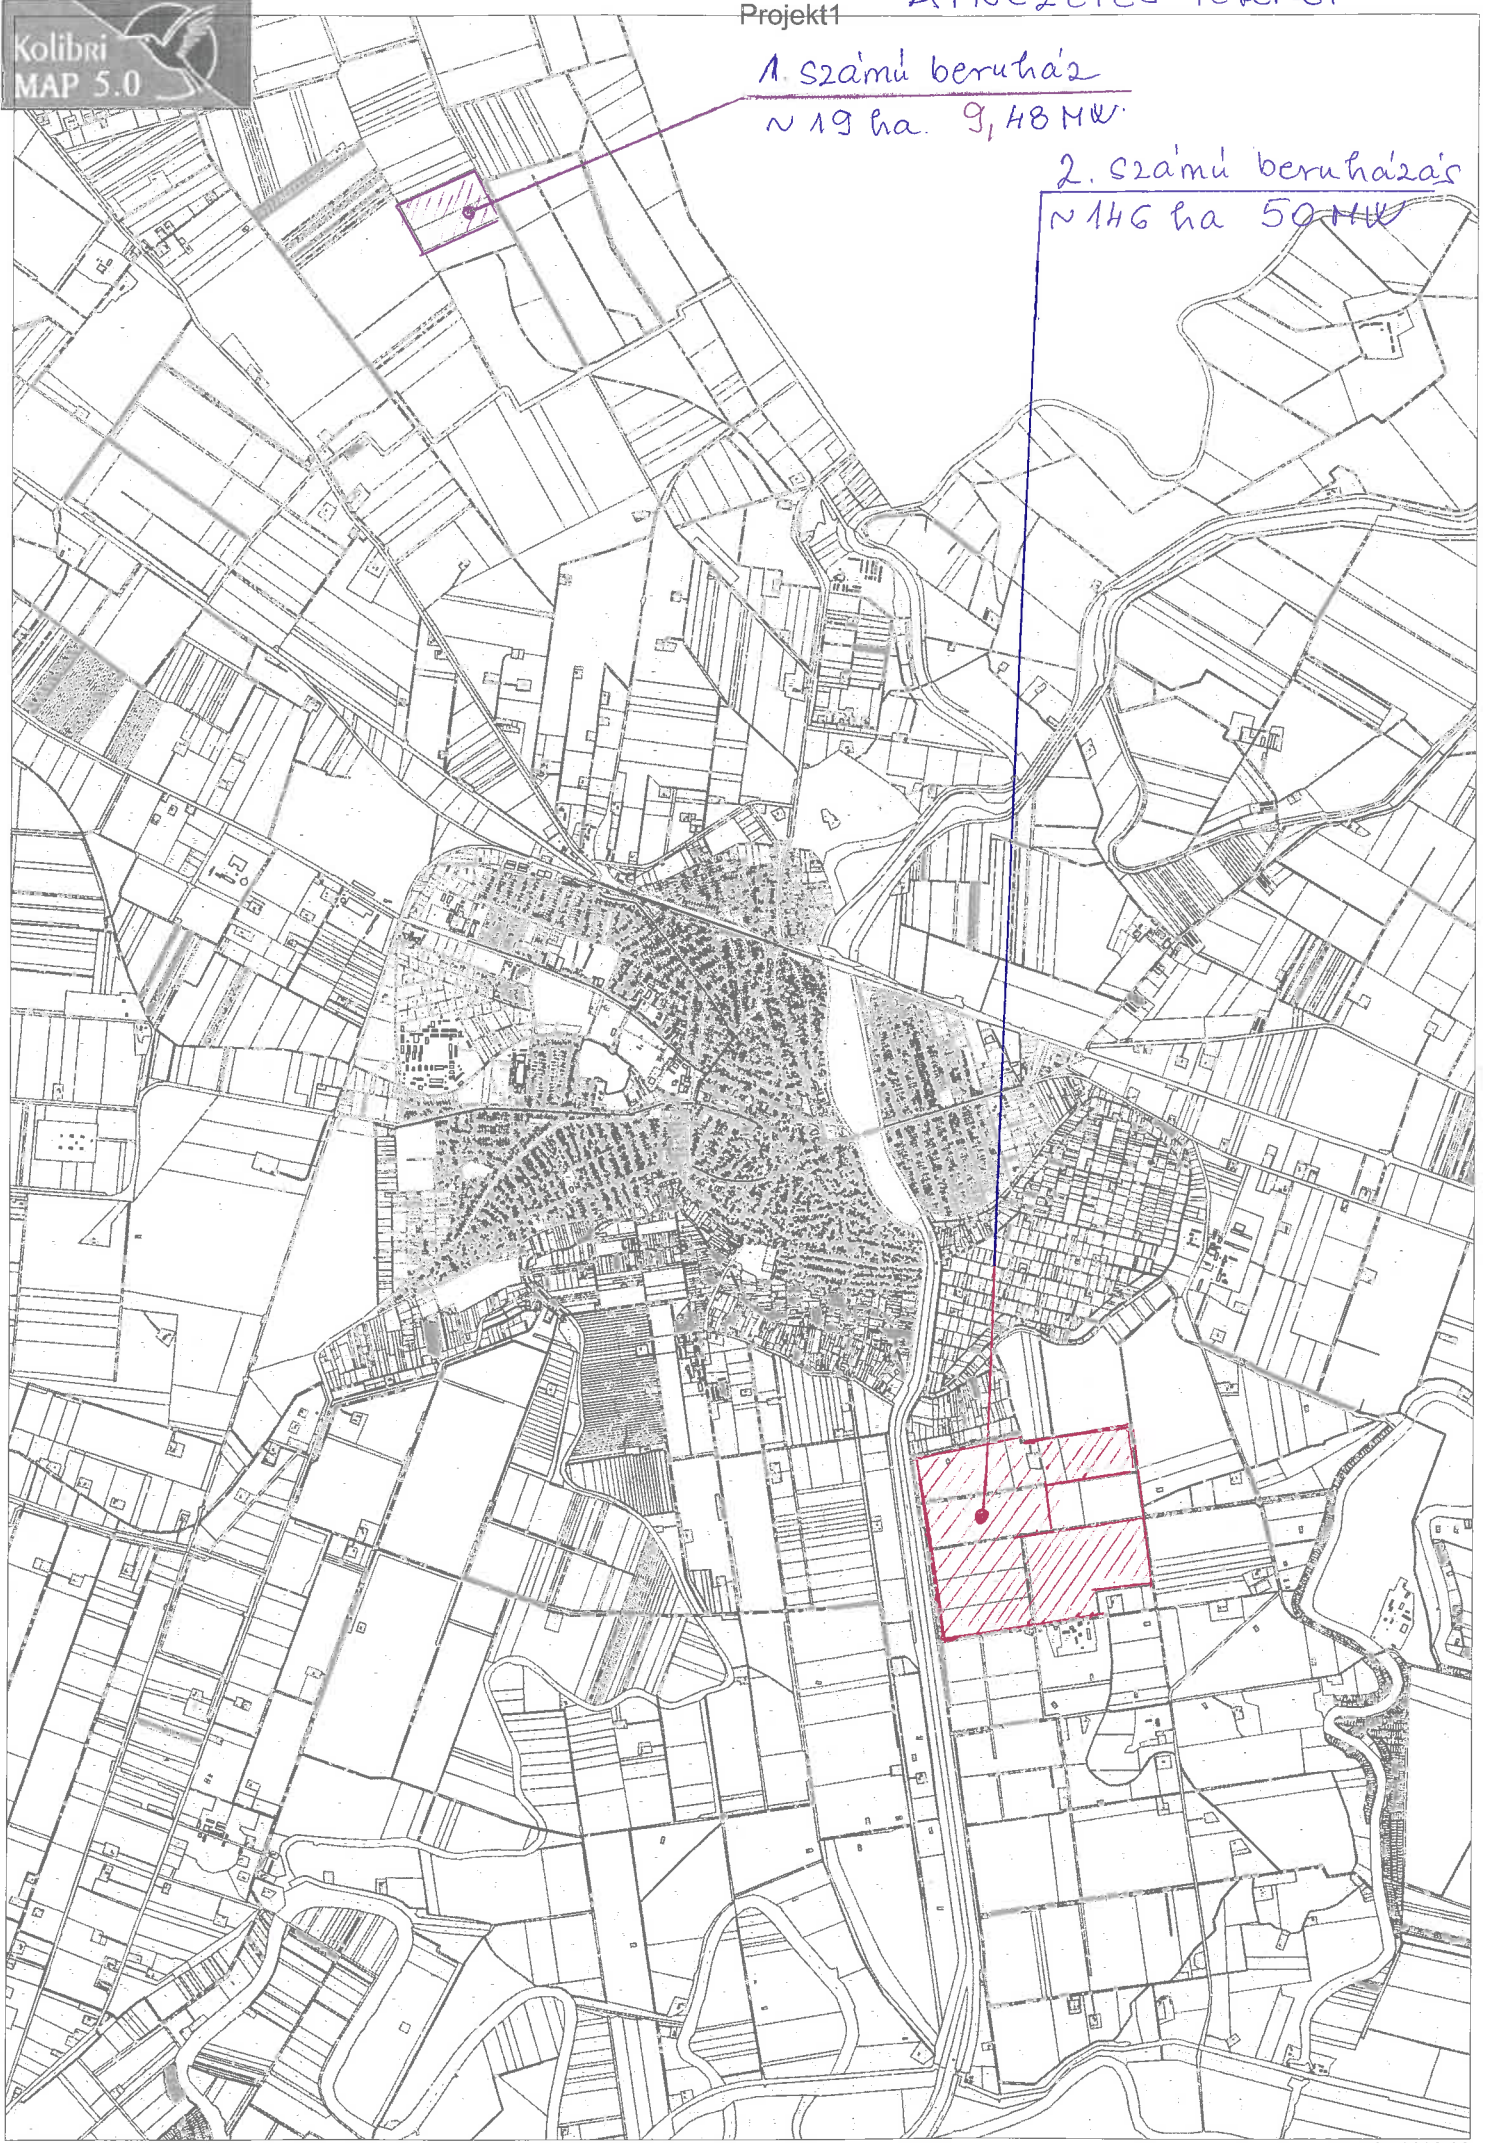 Kolibri
MAP 5.0
Projekt1
1. számú beruház
~ 19 ha. 9,48 MW.
2. számú beruházás
~ 146 ha 50 MW